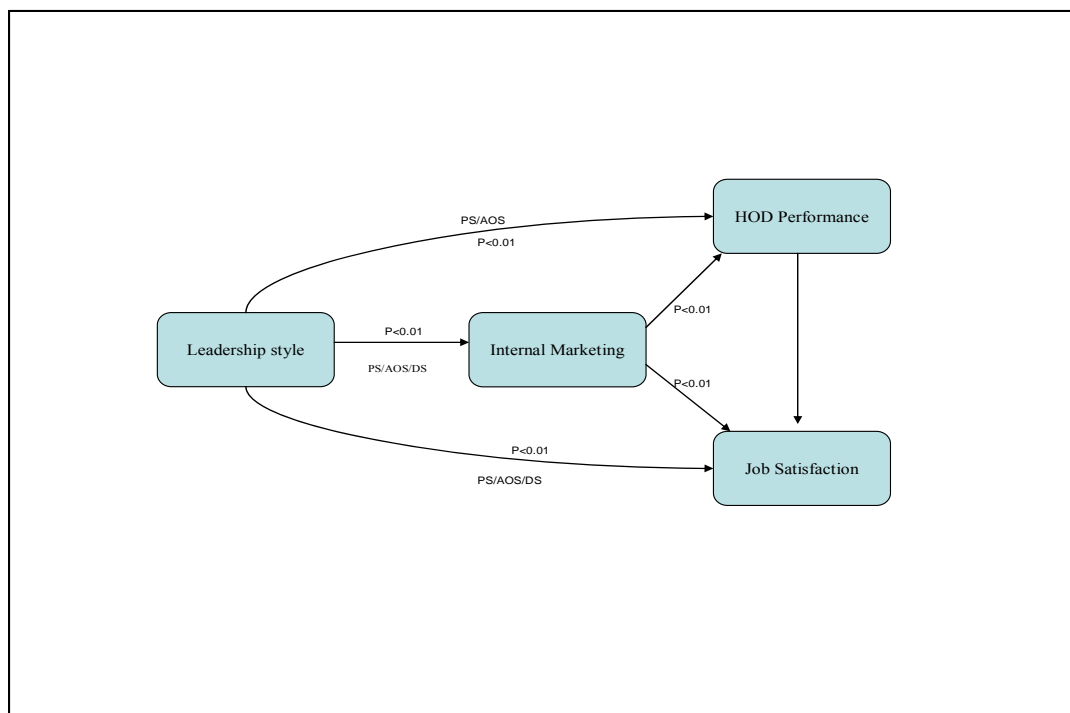 HOD Performance
PS/AOS
P<0.01
P<0.01
P<0.01
Leadership style
Internal Marketing
PS/AOS/DS
P<0.01
P<0.01
Job Satisfaction
PS/AOS/DS